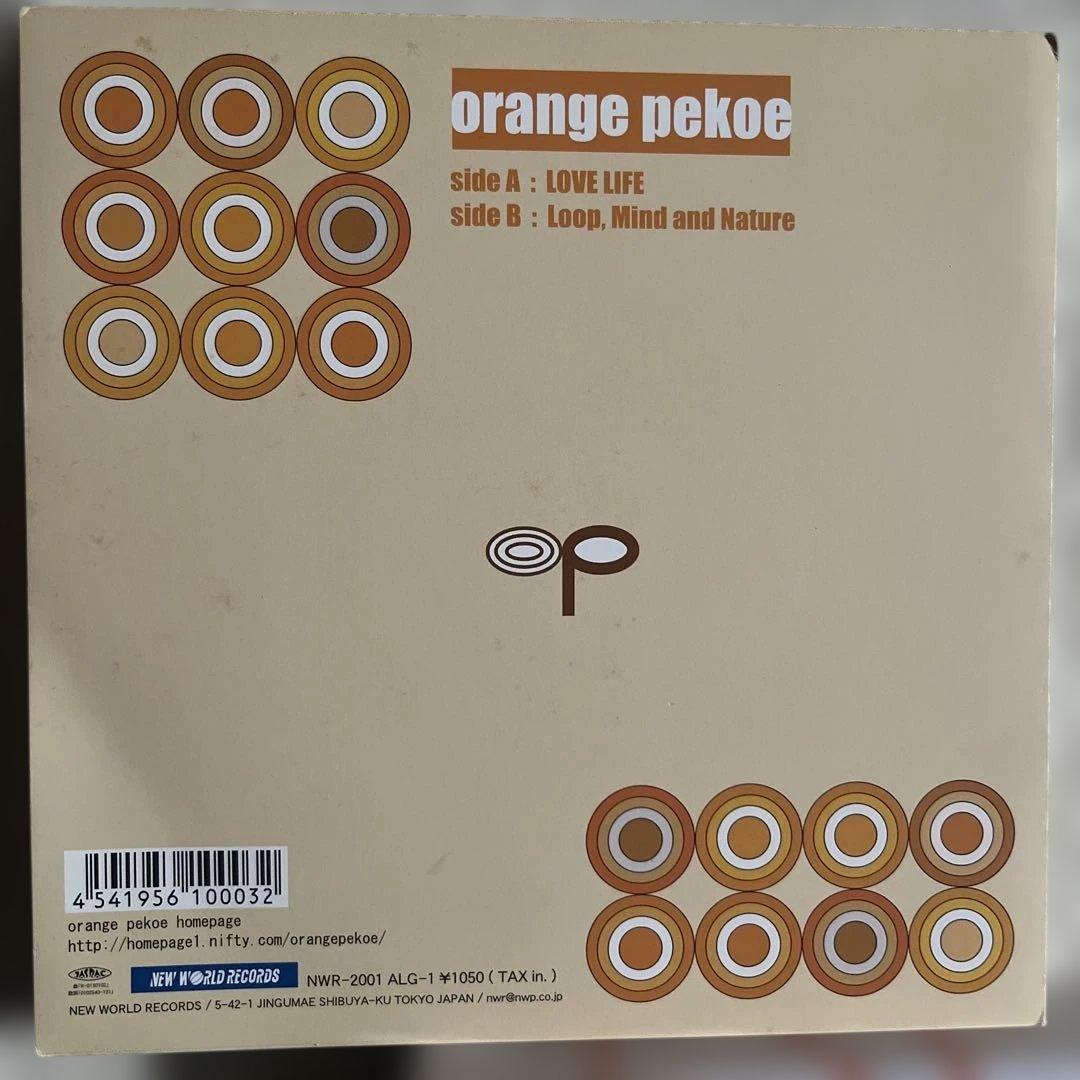 orange pekoe
side A : LOVE LIFE
side B : Loop, Mind and Nature
op
4 541956 100032
orange pekoe homepage
http://homepage1.nifty.com/orangepekoe/
JASRAC
NEW WORLD RECORDS
NWR-2001 ALG-1 ¥1050 ( TAX in. )
NEW WORLD RECORDS / 5-42-1 JINGUMAE SHIBUYA-KU TOKYO JAPAN / nwr@nwp.co.jp